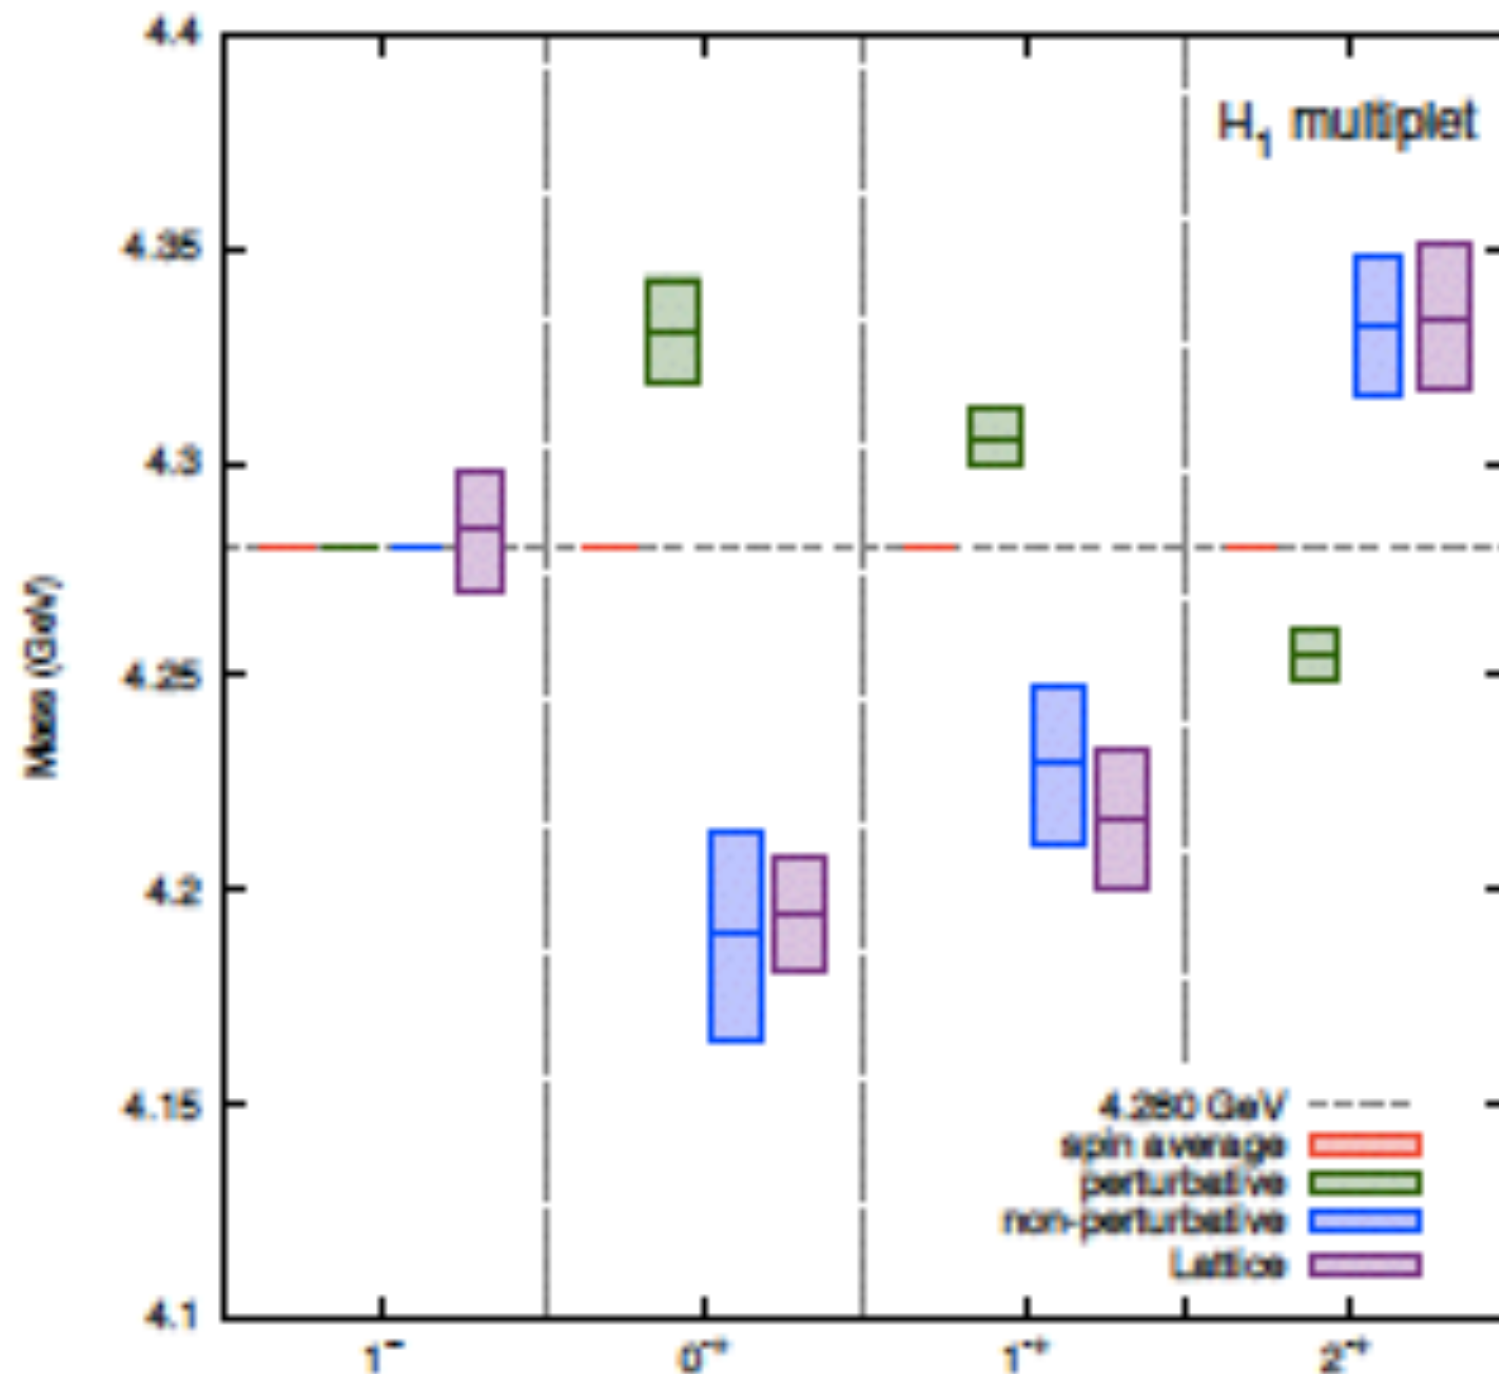 4.4
H₁ multiplet
4.35
4.3
4.25
Mass (GeV)
4.2
4.15
4.280 GeV
spin average
perturbative
non-perturbative
Lattice
4.1
1⁻⁻ 0⁻⁺ 1⁻⁺ 2⁻⁺